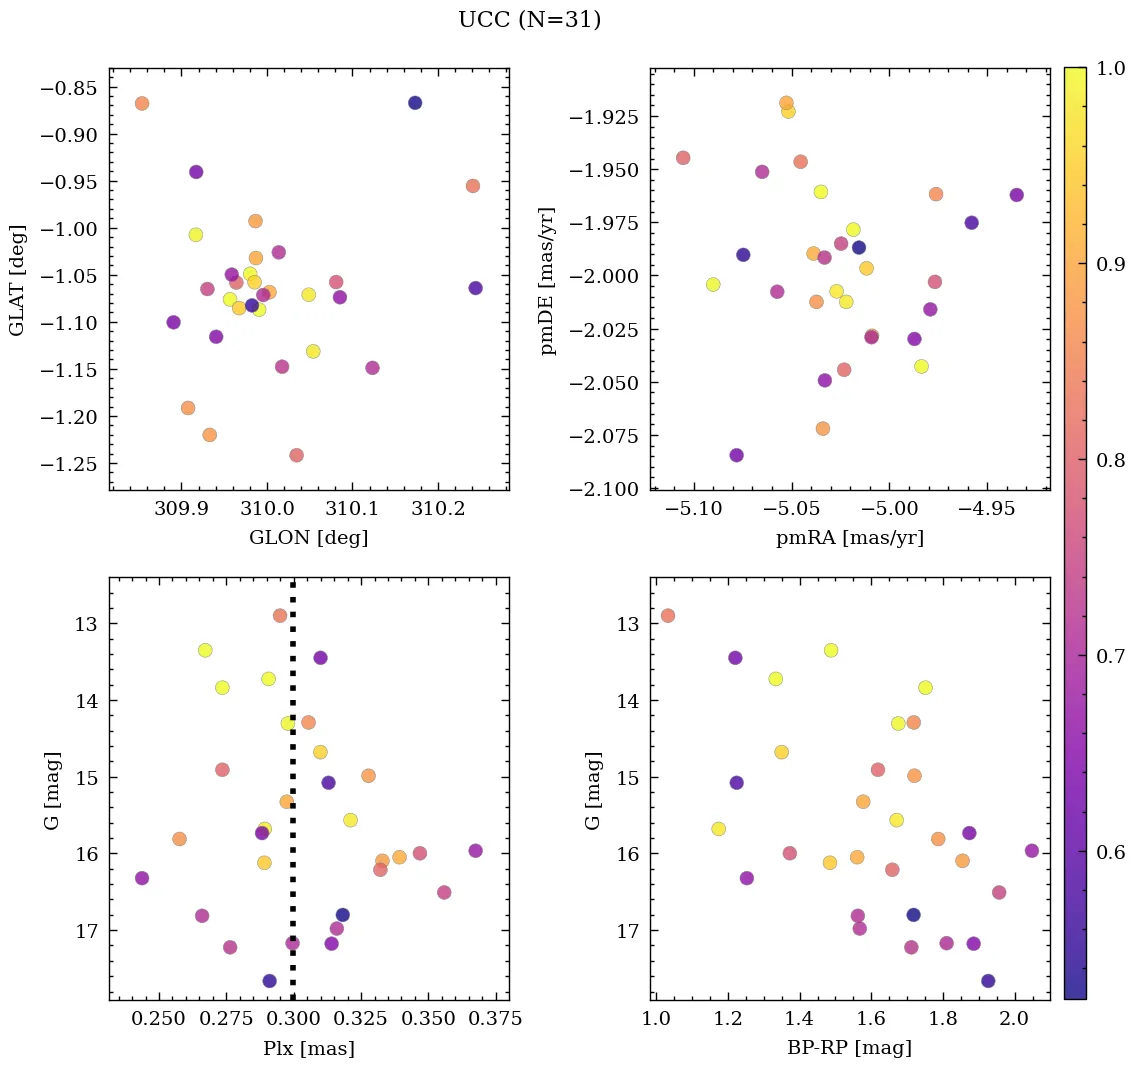 UCC (N=31)
−0.85
−0.90
−0.95
−1.00
−1.05
−1.10
−1.15
−1.20
−1.25
GLAT [deg]
309.9 310.0 310.1 310.2
GLON [deg]
−1.925
−1.950
−1.975
−2.000
−2.025
−2.050
−2.075
−2.100
pmDE [mas/yr]
−5.10 −5.05 −5.00 −4.95
pmRA [mas/yr]
13
14
15
16
17
G [mag]
0.250 0.275 0.300 0.325 0.350 0.375
Plx [mas]
13
14
15
16
17
G [mag]
1.0 1.2 1.4 1.6 1.8 2.0
BP-RP [mag]
1.0
0.9
0.8
0.7
0.6